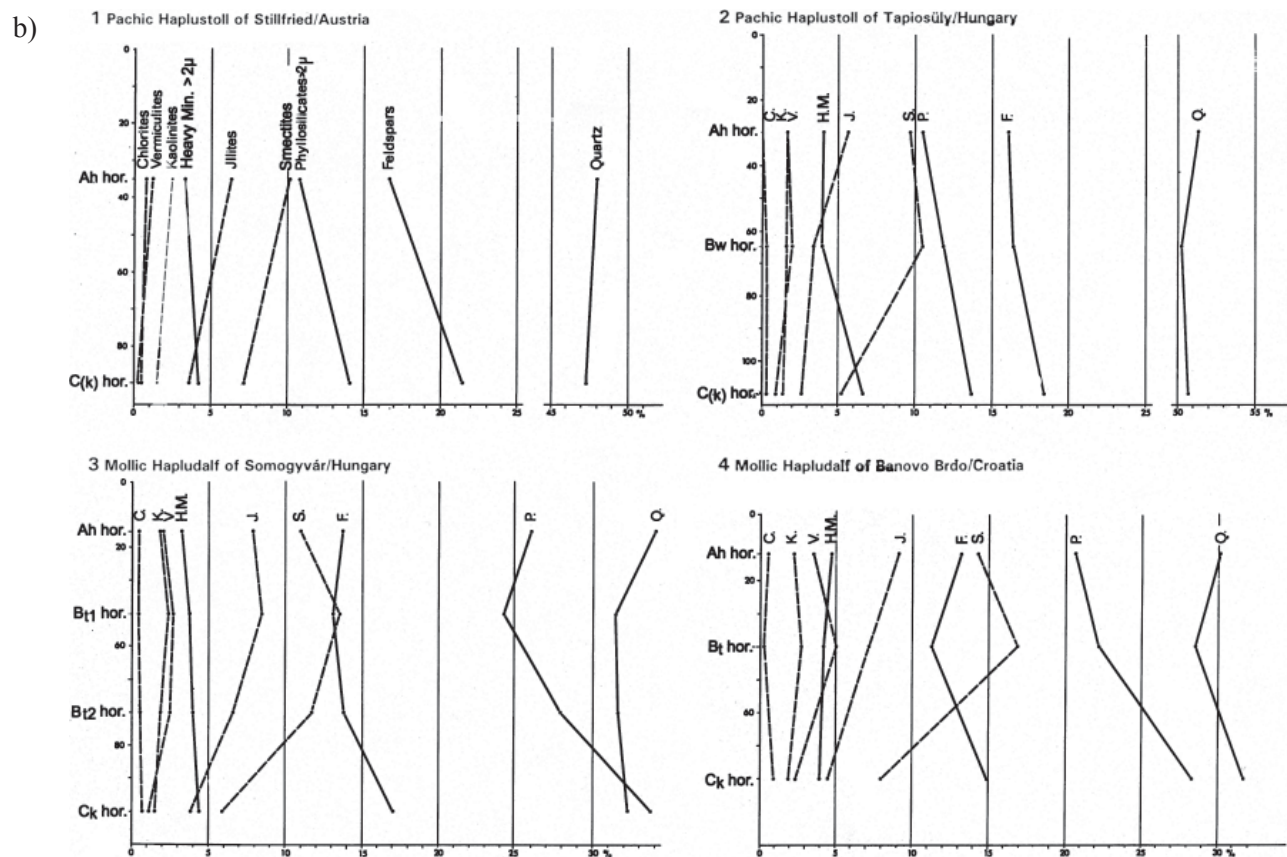 b)
1 Pachic Haplustoll of Stillfried/Austria
0
20
Ah hor.
40
60
80
C(k) hor.
Chlorites
Vermiculites
Kaolinites
Heavy Min. >2μ
Jllites
Smectites
Phyllosilicates>2μ
Feldspars
Quartz
0 5 10 15 20 25 45 50 %
2 Pachic Haplustoll of Tapiosüly/Hungary
0
20
Ah hor.
40
Bw hor. 60
80
100
C(k) hor.
C. K. V. H.M. J. S. P. F. Q.
0 5 10 15 20 25 30 35 %
3 Mollic Hapludalf of Somogyvár/Hungary
0
Ah hor.
20
Bt1 hor.
60
Bt2 hor.
80
Ck hor.
C. K. V. H.M. J. S. F. P. Q.
0 5 10 15 20 25 30 %
4 Mollic Hapludalf of Banovo Brdo/Croatia
0
Ah hor.
20
Bt hor.
60
Ck hor.
C. K. V. H.M. J. F. S. P. Q.
0 5 10 15 20 25 30 %